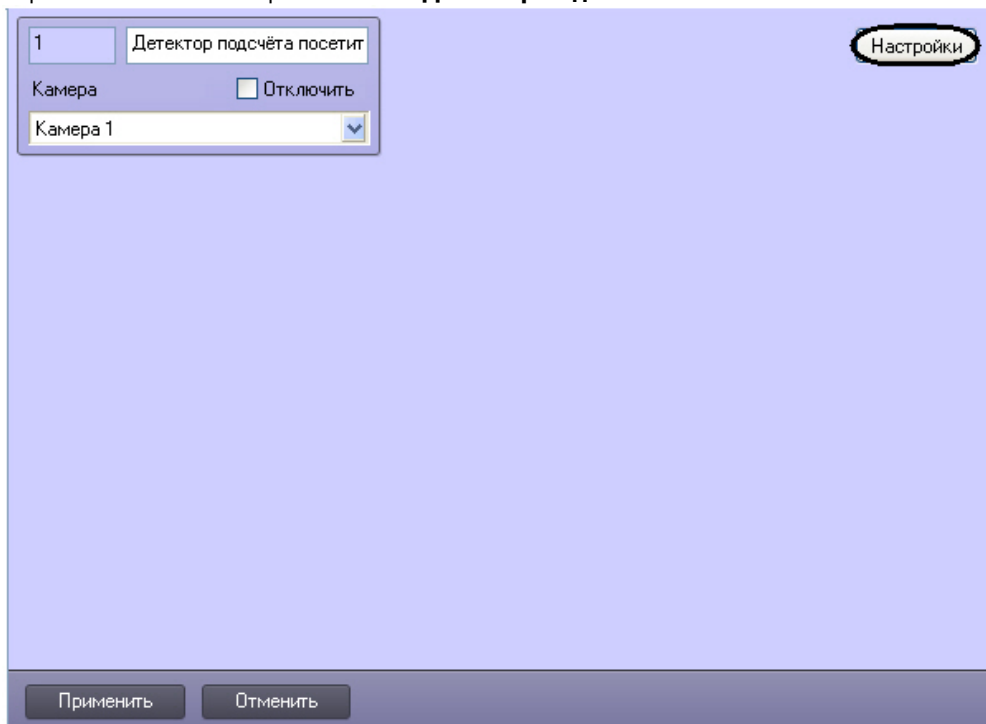 1
Детектор подсчёта посетит
Настройки
Камера
Отключить
Камера 1
Применить
Отменить